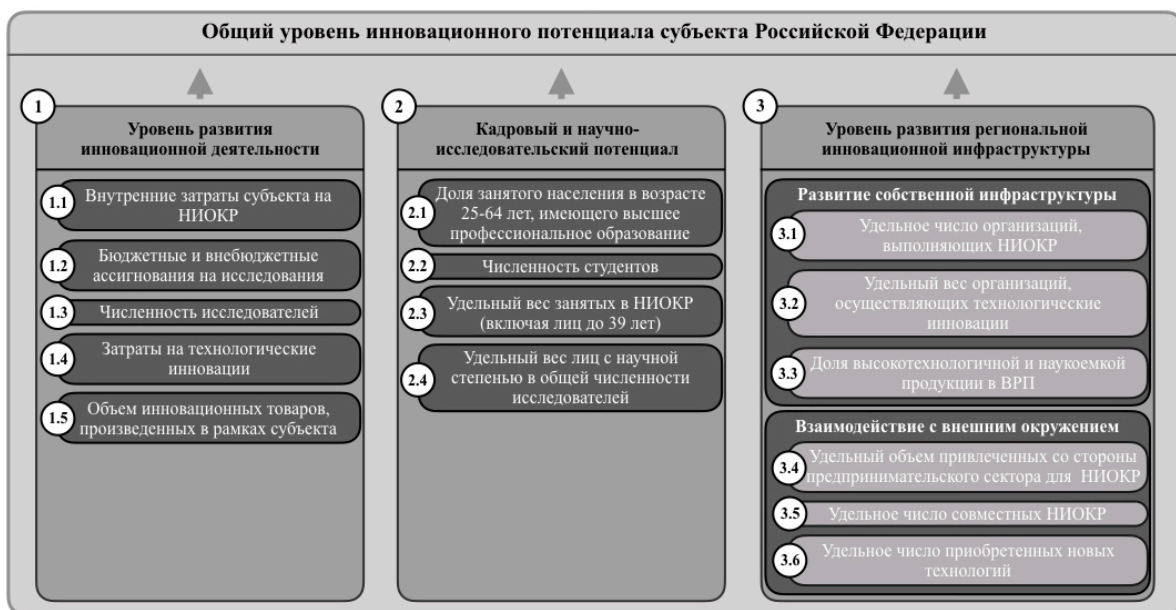 Общий уровень инновационного потенциала субъекта Российской Федерации
1
Уровень развития
инновационной деятельности
1.1
Внутренние затраты субъекта на
НИОКР
1.2
Бюджетные и внебюджетные
ассигнования на исследования
1.3
Численность исследователей
1.4
Затраты на технологические
инновации
1.5
Объем инновационных товаров,
произведенных в рамках субъекта
2
Кадровый и научно-
исследовательский потенциал
2.1
Доля занятого населения в возрасте
25-64 лет, имеющего высшее
профессиональное образование
2.2
Численность студентов
2.3
Удельный вес занятых в НИОКР
(включая лиц до 39 лет)
2.4
Удельный вес лиц с научной
степенью в общей численности
исследователей
3
Уровень развития региональной
инновационной инфраструктуры
Развитие собственной инфраструктуры
3.1
Удельное число организаций,
выполняющих НИОКР
3.2
Удельный вес организаций,
осуществляющих технологические
инновации
3.3
Доля высокотехнологичной и наукоемкой
продукции в ВРП
Взаимодействие с внешним окружением
3.4
Удельный объем привлеченных со стороны
предпринимательского сектора для НИОКР
3.5
Удельное число совместных НИОКР
3.6
Удельное число приобретенных новых
технологий